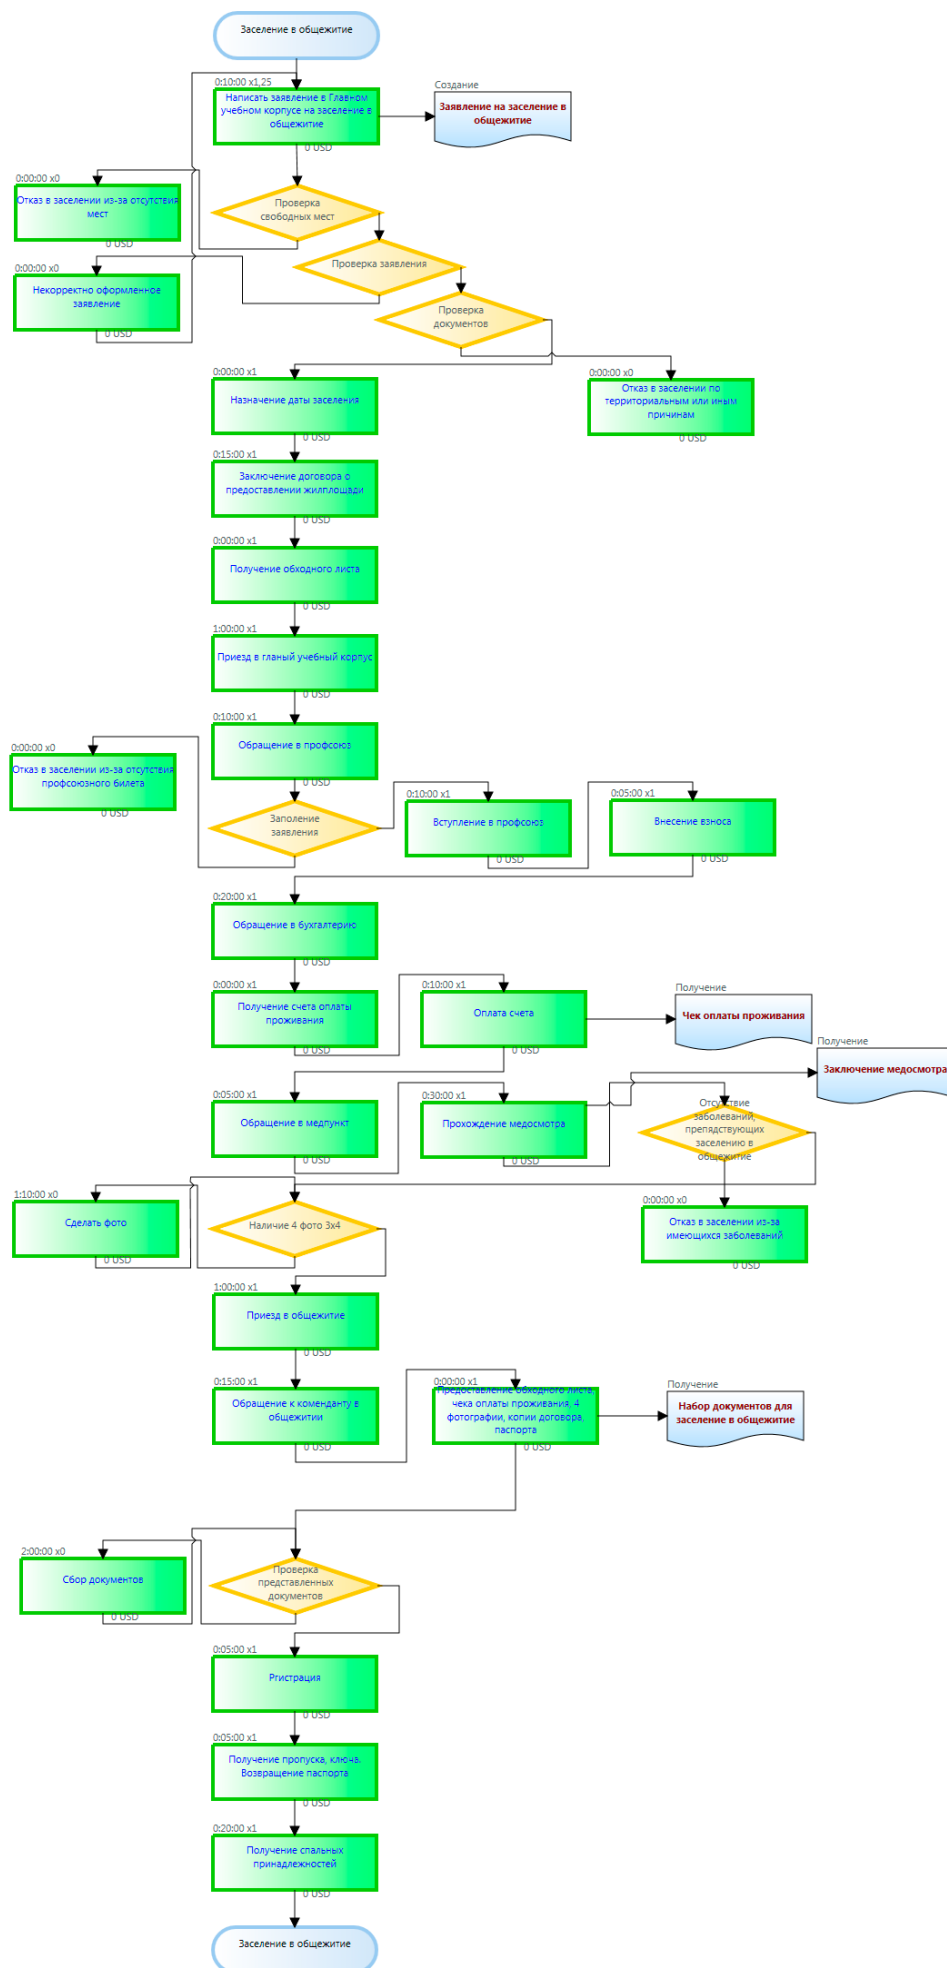 Заселение в общежитие
0:10:00 x1,25
Создание
Написать заявление в Главном
учебном корпусе на заселение в
общежитие
0 USD
Заявление на заселение в
общежитие
0:00:00 x0
Отказ в заселении из-за отсутствия
мест
0 USD
Проверка
свободных мест
Проверка заявления
0:00:00 x0
Некорректно оформленное
заявление
0 USD
Проверка
документов
0:00:00 x1
Назначение даты заселения
0 USD
0:00:00 x0
Отказ в заселении по
территориальным или иным
причинам
0 USD
0:15:00 x1
Заключение договора о
предоставлении жилплощади
0 USD
0:00:00 x1
Получение обходного листа
0 USD
1:00:00 x1
Приезд в гланый учебный корпус
0 USD
0:10:00 x1
Обращение в профсоюз
0 USD
0:00:00 x0
Отказ в заселении из-за отсутствия
профсоюзного билета
0 USD
Заполение
заявления
0:10:00 x1
Вступление в профсоюз
0 USD
0:05:00 x1
Внесение взноса
0 USD
0:20:00 x1
Обращение в бухгалтерию
0 USD
0:00:00 x1
Получение счета оплаты
проживания
0 USD
0:10:00 x1
Оплата счета
0 USD
Получение
Чек оплаты проживания
Получение
Заключение медосмотра
0:05:00 x1
Обращение в медпункт
0 USD
0:30:00 x1
Прохождение медосмотра
0 USD
Отсутствие
заболеваний,
препядствующих
заселению в
общежитие
1:10:00 x0
Сделать фото
0 USD
Наличие 4 фото 3х4
0:00:00 x0
Отказ в заселении из-за
имеющихся заболеваний
0 USD
1:00:00 x1
Приезд в общежитие
0 USD
0:15:00 x1
Обращение к коменданту в
общежитии
0 USD
0:00:00 x1
Предоставление обходного листа,
чека оплаты проживания, 4
фотографии, копии договора,
паспорта
0 USD
Получение
Набор документов для
заселение в общежитие
2:00:00 x0
Сбор документов
0 USD
Проверка
представленных
документов
0:05:00 x1
Ргистрация
0 USD
0:05:00 x1
Получение пропуска, ключа.
Возвращение паспорта
0 USD
0:20:00 x1
Получение спальных
принадлежностей
0 USD
Заселение в общежитие